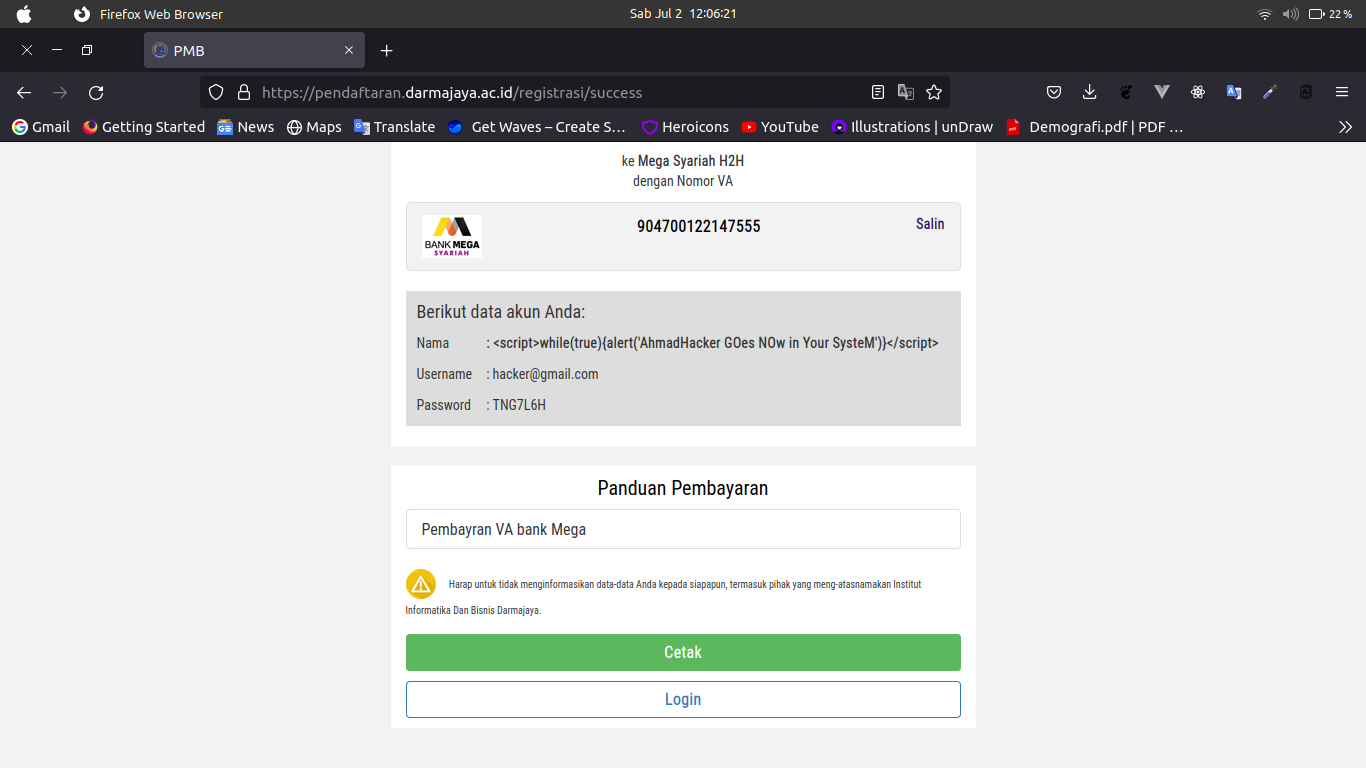 Firefox Web Browser
Sab Jul 2 12:06:21
22 %
PMB
https://pendaftaran.darmajaya.ac.id/registrasi/success
Gmail
Getting Started
News
Maps
Translate
Get Waves – Create S…
Heroicons
YouTube
Illustrations | unDraw
Demografi.pdf | PDF …
ke Mega Syariah H2H
dengan Nomor VA
BANK MEGA
SYARIAH
904700122147555
Salin
Berikut data akun Anda:
Nama : <script>while(true){alert('AhmadHacker GOes NOw in Your SysteM')}</script>
Username : hacker@gmail.com
Password : TNG7L6H
Panduan Pembayaran
Pembayran VA bank Mega
Harap untuk tidak menginformasikan data-data Anda kepada siapapun, termasuk pihak yang meng-atasnamakan Institut
Informatika Dan Bisnis Darmajaya.
Cetak
Login